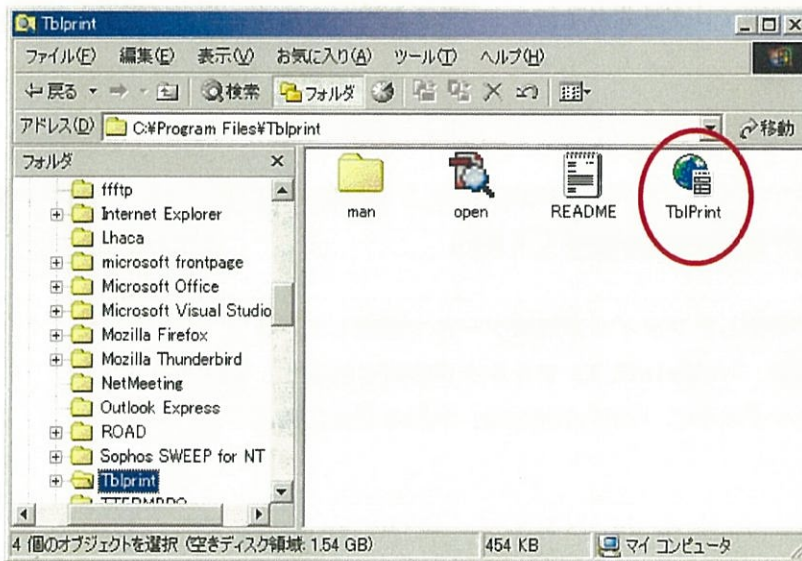 Tblprint
ファイル(F) 編集(E) 表示(V) お気に入り(A) ツール(T) ヘルプ(H)
戻る 検索 フォルダ
アドレス(D) C:¥Program Files¥Tblprint 移動
フォルダ
ffftp
Internet Explorer
Lhaca
microsoft frontpage
Microsoft Office
Microsoft Visual Studio
Mozilla Firefox
Mozilla Thunderbird
NetMeeting
Outlook Express
ROAD
Sophos SWEEP for NT
Tblprint
man
open
README
TblPrint
4 個のオブジェクトを選択 (空きディスク領域: 1.54 GB) 454 KB マイ コンピュータ